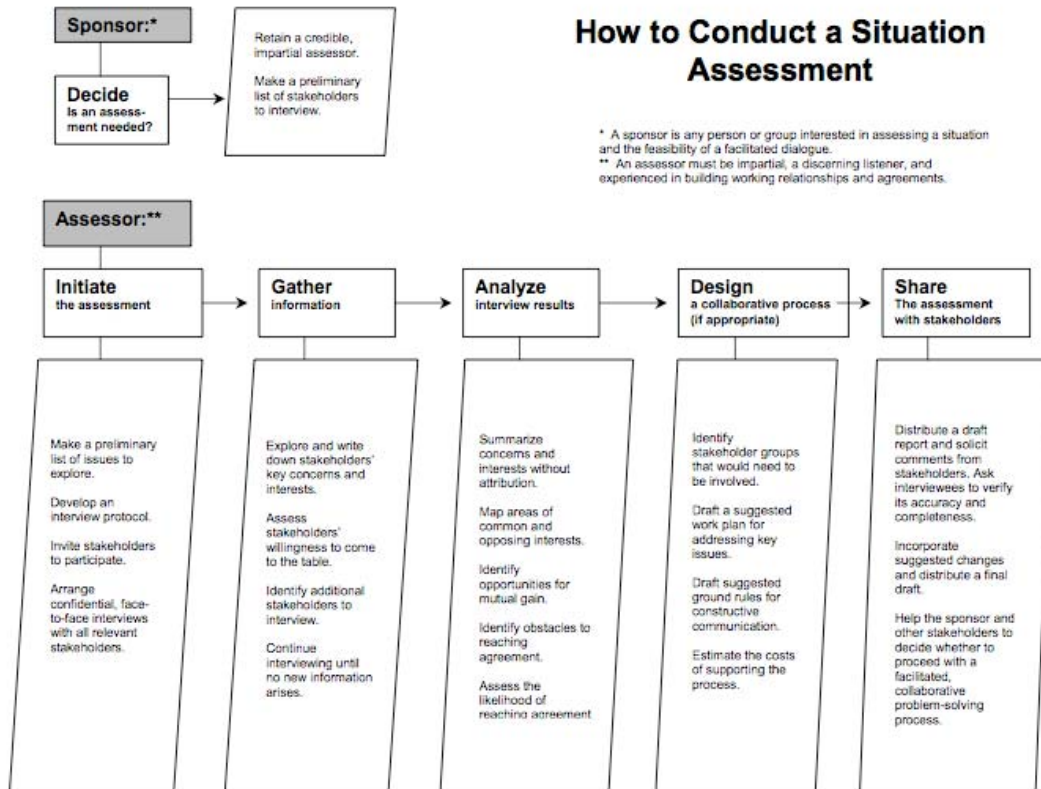 How to Conduct a Situation
Assessment
* A sponsor is any person or group interested in assessing a situation
and the feasibility of a facilitated dialogue.
** An assessor must be impartial, a discerning listener, and
experienced in building working relationships and agreements.
Sponsor:*
Decide
Is an assess-
ment needed?
Retain a credible,
impartial assessor.
Make a preliminary
list of stakeholders
to interview.
Assessor:**
Initiate
the assessment
Gather
information
Analyze
interview results
Design
a collaborative process
(if appropriate)
Share
The assessment
with stakeholders
Make a preliminary
list of issues to
explore.
Develop an
interview protocol.
Invite stakeholders
to participate.
Arrange
confidential, face-
to-face interviews
with all relevant
stakeholders.
Explore and write
down stakeholders'
key concerns and
interests.
Assess
stakeholders'
willingness to come
to the table.
Identify additional
stakeholders to
interview.
Continue
interviewing until
no new information
arises.
Summarize
concerns and
interests without
attribution.
Map areas of
common and
opposing interests.
Identify
opportunities for
mutual gain.
Identify obstacles to
reaching
agreement.
Assess the
likelihood of
reaching agreement
Identify
stakeholder groups
that would need to
be involved.
Draft a suggested
work plan for
addressing key
issues.
Draft suggested
ground rules for
constructive
communication.
Estimate the costs
of supporting the
process.
Distribute a draft
report and solicit
comments from
stakeholders. Ask
interviewees to verify
its accuracy and
completeness.
Incorporate
suggested changes
and distribute a final
draft.
Help the sponsor and
other stakeholders to
decide whether to
proceed with a
facilitated,
collaborative
problem-solving
process.